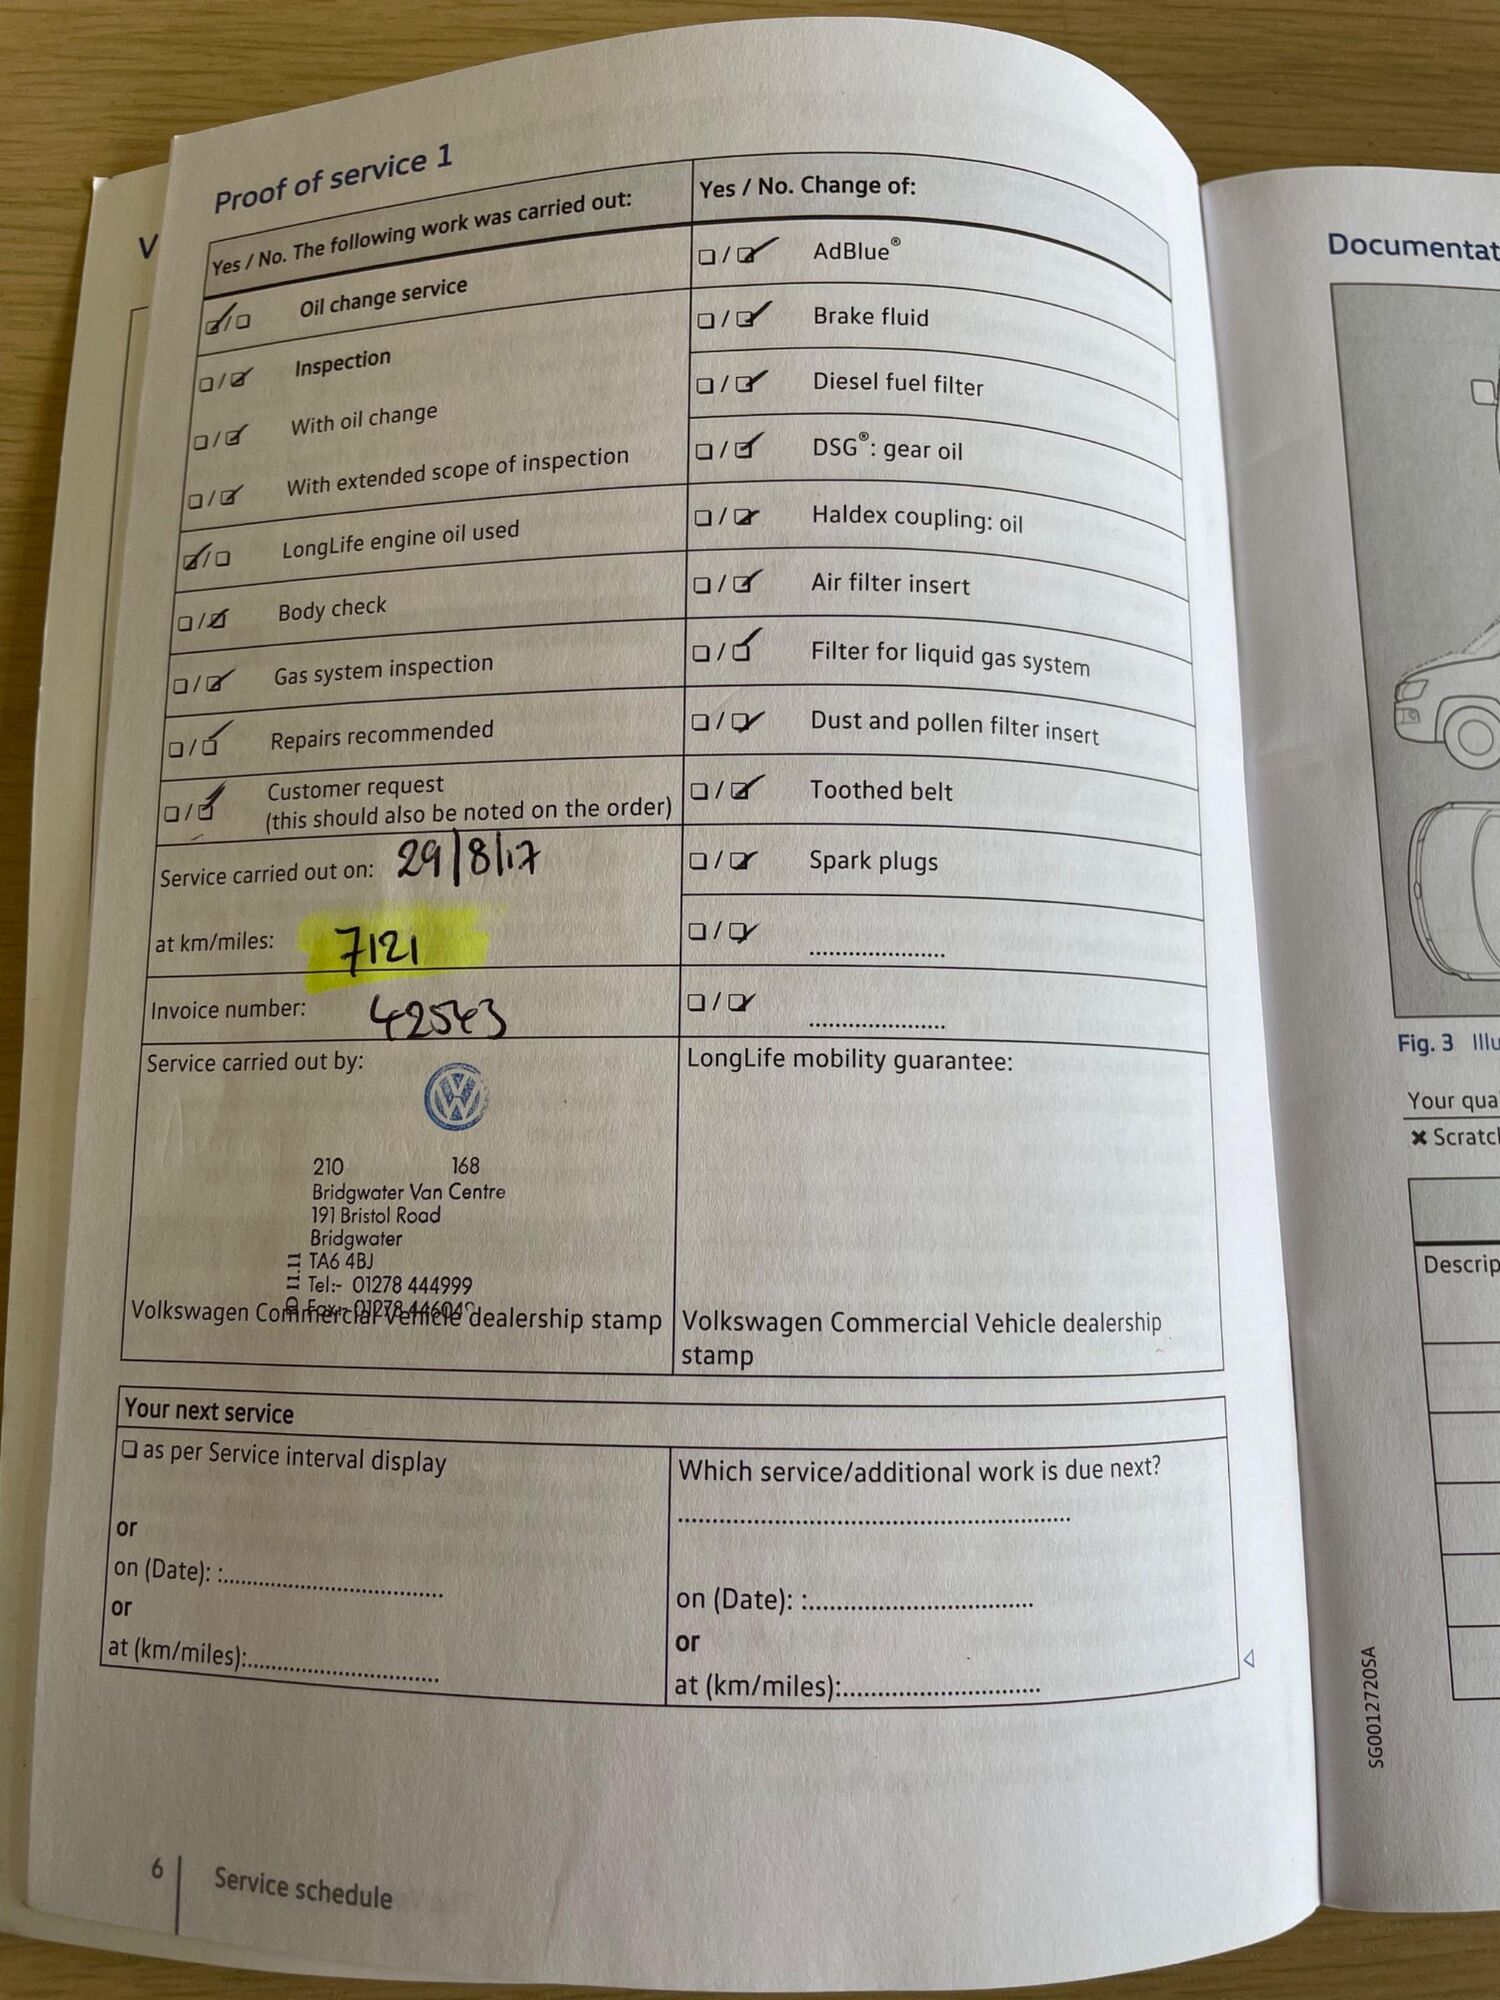 Proof of service 1
Yes / No. The following work was carried out:
Oil change service
Inspection
With oil change
With extended scope of inspection
LongLife engine oil used
Body check
Gas system inspection
Repairs recommended
Customer request
(this should also be noted on the order)
Service carried out on: 29/8/17
at km/miles: 7121
Invoice number: 42543
Service carried out by:
210 168
Bridgwater Van Centre
191 Bristol Road
Bridgwater
TA6 4BJ
Tel:- 01278 444999
Fax:-
11.11
Volkswagen Commercial Vehicle dealership stamp
Yes / No. Change of:
AdBlue®
Brake fluid
Diesel fuel filter
DSG®: gear oil
Haldex coupling: oil
Air filter insert
Filter for liquid gas system
Dust and pollen filter insert
Toothed belt
Spark plugs
LongLife mobility guarantee:
Volkswagen Commercial Vehicle dealership
stamp
Your next service
as per Service interval display
or
on (Date): :
or
at (km/miles):
Which service/additional work is due next?
on (Date): :
or
at (km/miles):
6 Service schedule
V
Documentat
Fig. 3 Illu
Your qua
Scratch
Descrip
SG0012720SA